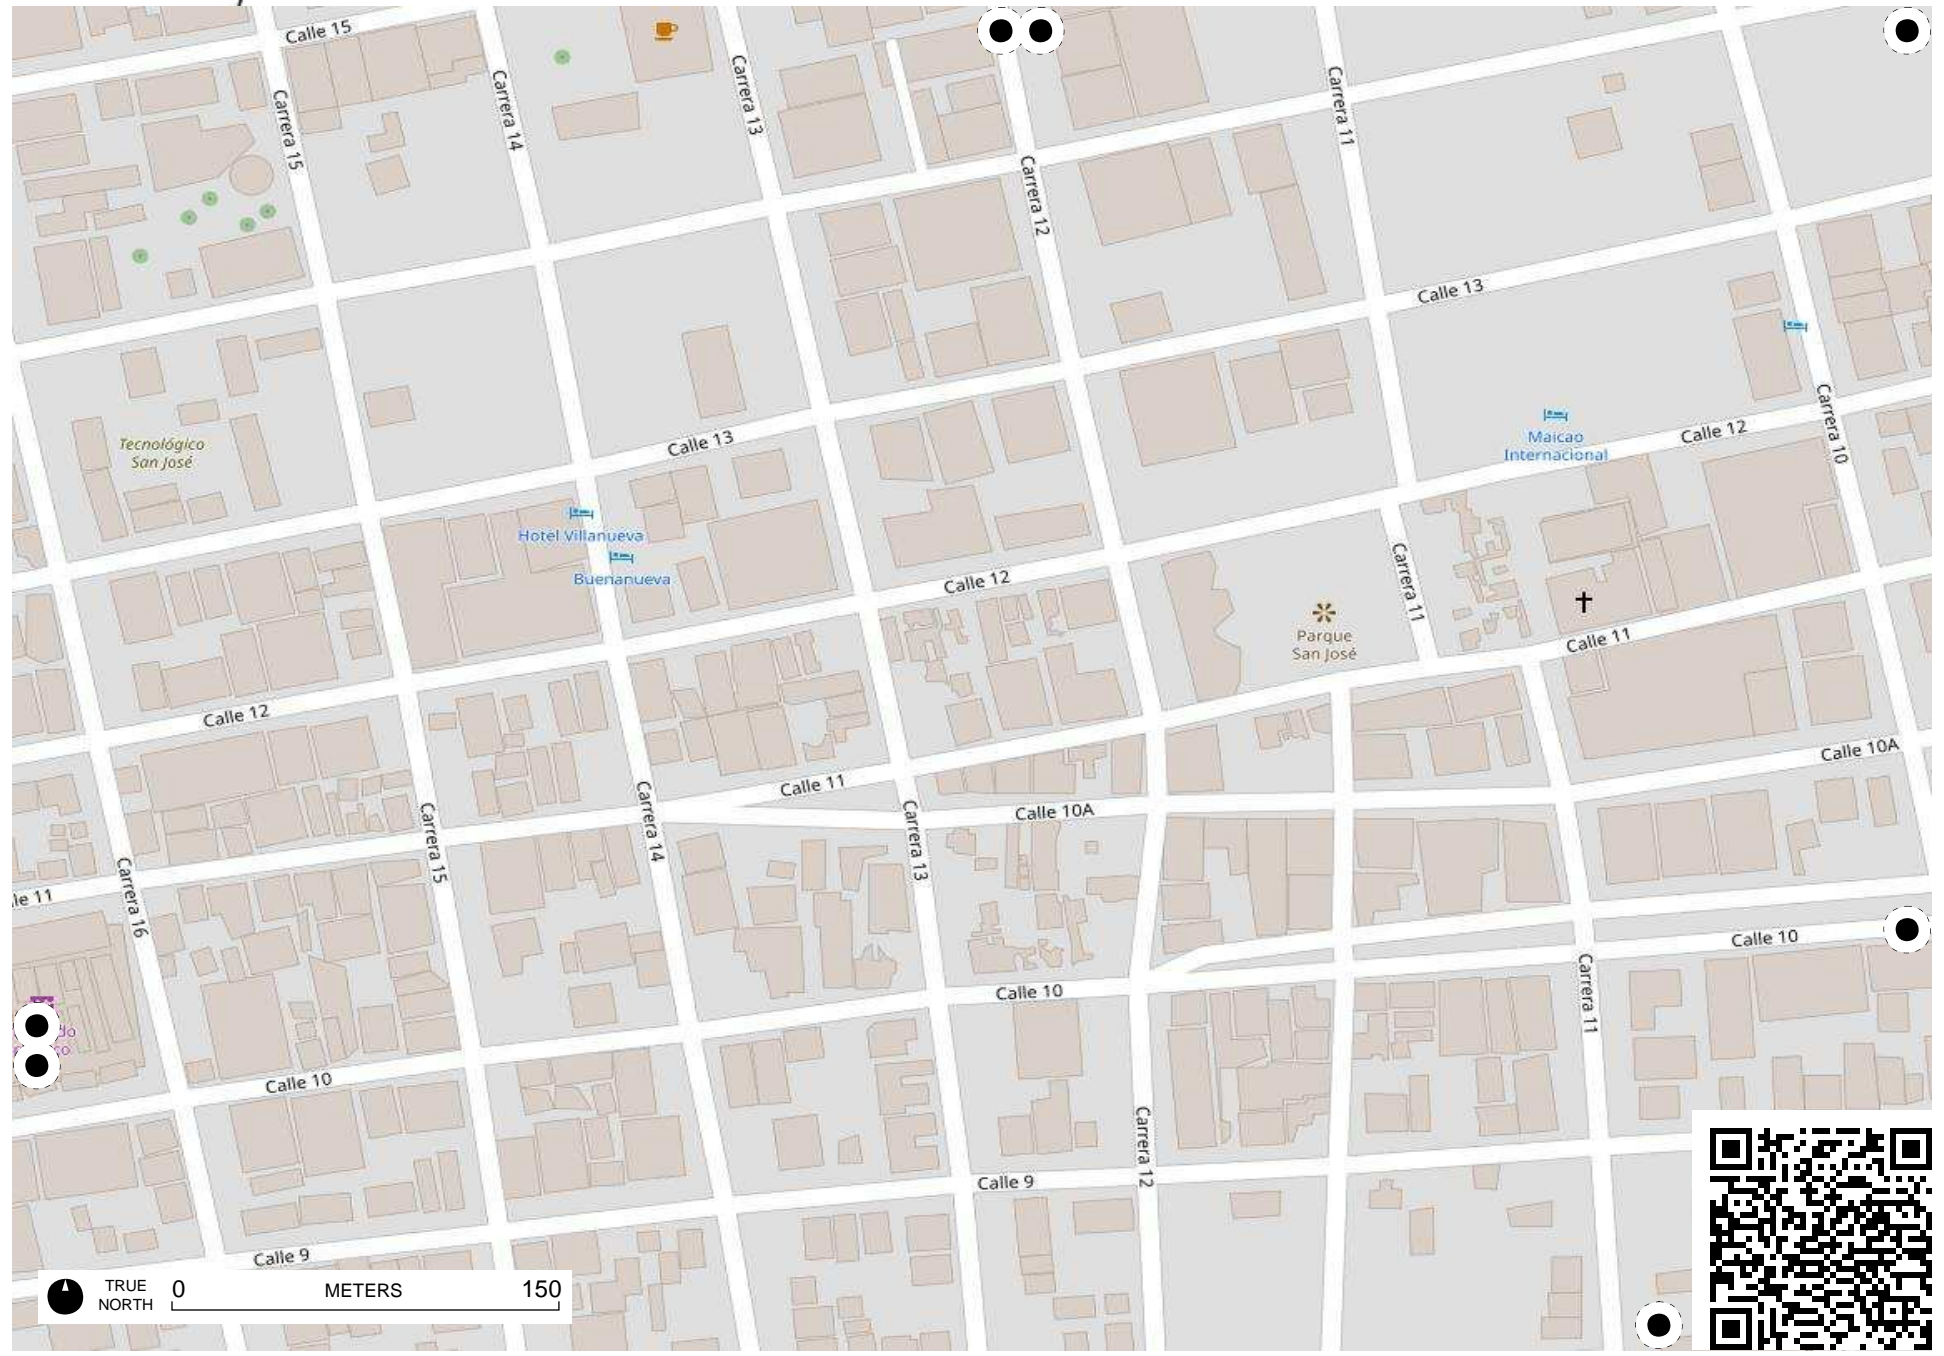 Calle 15
Carrera 15
Carrera 14
Carrera 13
Carrera 12
Carrera 11
Calle 13
Calle 13
Tecnológico
San José
Hotel Villanueva
Buenanueva
Maicao
Internacional
Calle 12
Carrera 10
Calle 12
Carrera 11
Parque
San José
Calle 11
Calle 12
Calle 11
Calle 10A
Calle 10A
Carrera 16
Carrera 15
Carrera 14
Carrera 13
lle 11
Calle 10
Calle 10
Carrera 11
do
co
Calle 10
Carrera 12
Calle 9
Calle 9
TRUE
NORTH
0 METERS 150